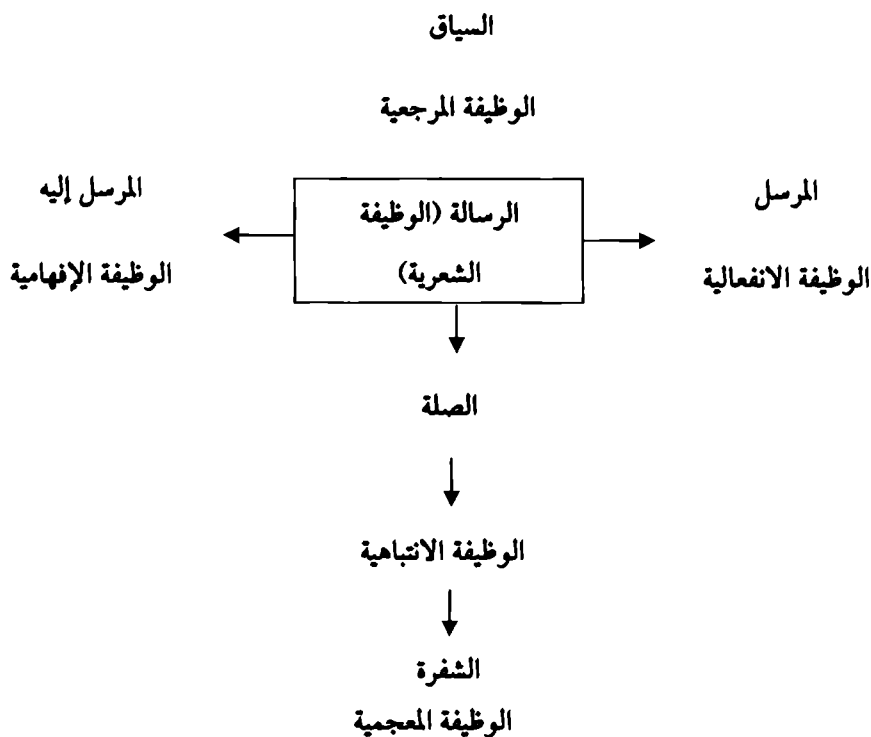 السياق
الوظيفة المرجعية
المرسل
الوظيفة الانفعالية
الرسالة (الوظيفة
الشعرية)
المرسل إليه
الوظيفة الإفهامية
الصلة
الوظيفة الانتباهية
الشفرة
الوظيفة المعجمية